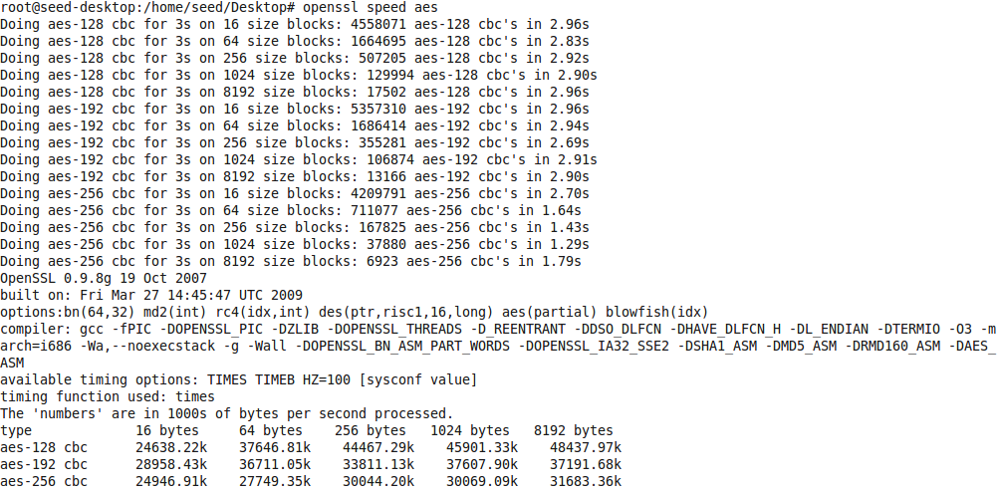 root@seed-desktop:/home/seed/Desktop# openssl speed aes
Doing aes-128 cbc for 3s on 16 size blocks: 4558071 aes-128 cbc's in 2.96s
Doing aes-128 cbc for 3s on 64 size blocks: 1664695 aes-128 cbc's in 2.83s
Doing aes-128 cbc for 3s on 256 size blocks: 507205 aes-128 cbc's in 2.92s
Doing aes-128 cbc for 3s on 1024 size blocks: 129994 aes-128 cbc's in 2.90s
Doing aes-128 cbc for 3s on 8192 size blocks: 17502 aes-128 cbc's in 2.96s
Doing aes-192 cbc for 3s on 16 size blocks: 5357310 aes-192 cbc's in 2.96s
Doing aes-192 cbc for 3s on 64 size blocks: 1686414 aes-192 cbc's in 2.94s
Doing aes-192 cbc for 3s on 256 size blocks: 355281 aes-192 cbc's in 2.69s
Doing aes-192 cbc for 3s on 1024 size blocks: 106874 aes-192 cbc's in 2.91s
Doing aes-192 cbc for 3s on 8192 size blocks: 13166 aes-192 cbc's in 2.90s
Doing aes-256 cbc for 3s on 16 size blocks: 4209791 aes-256 cbc's in 2.70s
Doing aes-256 cbc for 3s on 64 size blocks: 711077 aes-256 cbc's in 1.64s
Doing aes-256 cbc for 3s on 256 size blocks: 167825 aes-256 cbc's in 1.43s
Doing aes-256 cbc for 3s on 1024 size blocks: 37880 aes-256 cbc's in 1.29s
Doing aes-256 cbc for 3s on 8192 size blocks: 6923 aes-256 cbc's in 1.79s
OpenSSL 0.9.8g 19 Oct 2007
built on: Fri Mar 27 14:45:47 UTC 2009
options:bn(64,32) md2(int) rc4(idx,int) des(ptr,risc1,16,long) aes(partial) blowfish(idx)
compiler: gcc -fPIC -DOPENSSL_PIC -DZLIB -DOPENSSL_THREADS -D_REENTRANT -DDSO_DLFCN -DHAVE_DLFCN_H -DL_ENDIAN -DTERMIO -O3 -m
arch=i686 -Wa,--noexecstack -g -Wall -DOPENSSL_BN_ASM_PART_WORDS -DOPENSSL_IA32_SSE2 -DSHA1_ASM -DMD5_ASM -DRMD160_ASM -DAES_
ASM
available timing options: TIMES TIMEB HZ=100 [sysconf value]
timing function used: times
The 'numbers' are in 1000s of bytes per second processed.
type             16 bytes     64 bytes    256 bytes   1024 bytes   8192 bytes
aes-128 cbc      24638.22k    37646.81k    44467.29k    45901.33k    48437.97k
aes-192 cbc      28958.43k    36711.05k    33811.13k    37607.90k    37191.68k
aes-256 cbc      24946.91k    27749.35k    30044.20k    30069.09k    31683.36k